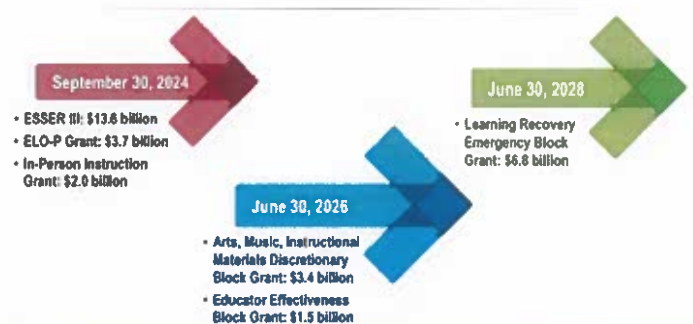 September 30, 2024
• ESSER III: $13.6 billion
• ELO-P Grant: $3.7 billion
• In-Person Instruction
Grant: $2.0 billion
June 30, 2026
• Arts, Music, Instructional
Materials Discretionary
Block Grant: $3.4 billion
• Educator Effectiveness
Block Grant: $1.5 billion
June 30, 2028
• Learning Recovery
Emergency Block
Grant: $6.8 billion